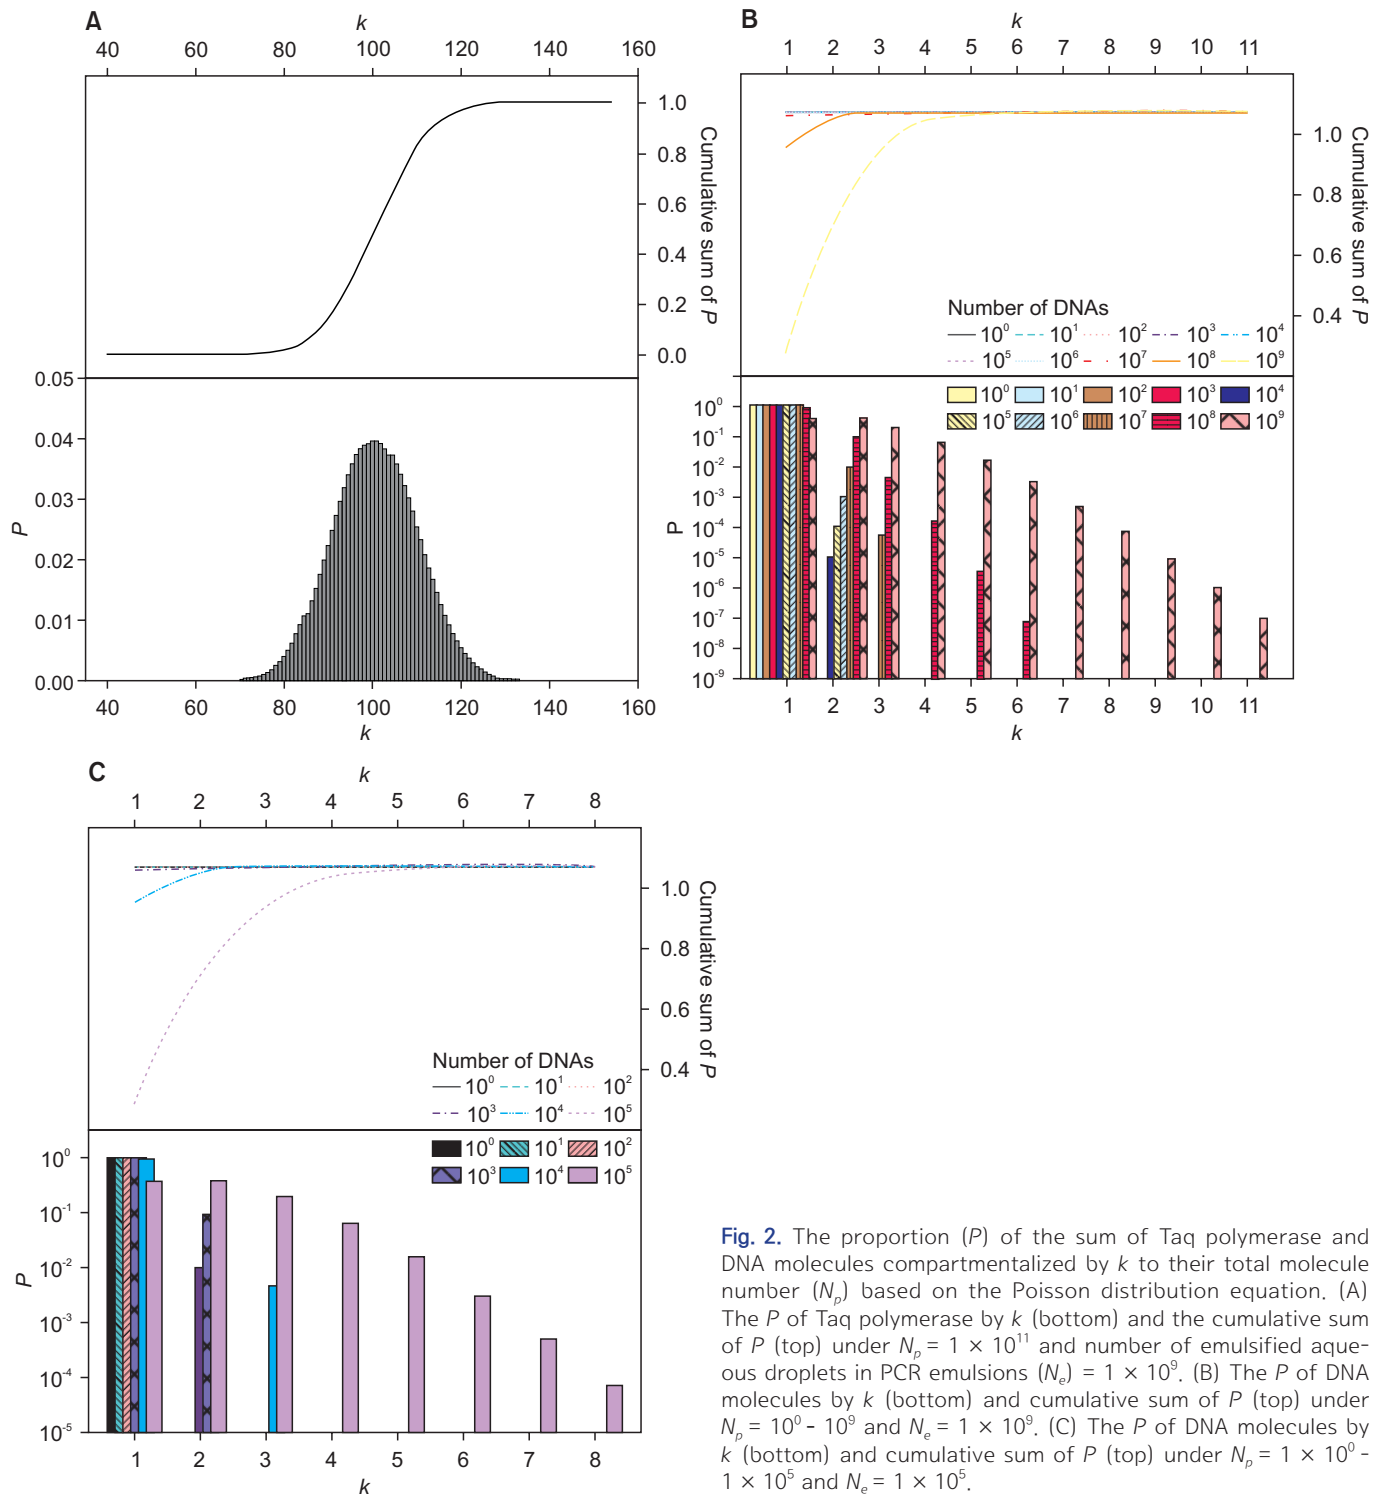 A
k
40 60 80 100 120 140 160
1.0
0.8
0.6
0.4
0.2
0.0
Cumulative sum of P
0.05
0.04
0.03
0.02
0.01
0.00
P
40 60 80 100 120 140 160
k
B
k
1 2 3 4 5 6 7 8 9 10 11
1.0
0.8
0.6
0.4
Cumulative sum of P
Number of DNAs
10⁰ 10¹ 10² 10³ 10⁴
10⁵ 10⁶ 10⁷ 10⁸ 10⁹
10⁰ 10¹ 10² 10³ 10⁴
10⁵ 10⁶ 10⁷ 10⁸ 10⁹
10⁰
10⁻¹
10⁻²
10⁻³
10⁻⁴
10⁻⁵
10⁻⁶
10⁻⁷
10⁻⁸
10⁻⁹
P
1 2 3 4 5 6 7 8 9 10 11
k
C
k
1 2 3 4 5 6 7 8
1.0
0.8
0.6
0.4
Cumulative sum of P
Number of DNAs
10⁰ 10¹ 10²
10³ 10⁴ 10⁵
10⁰ 10¹ 10²
10³ 10⁴ 10⁵
10⁰
10⁻¹
10⁻²
10⁻³
10⁻⁴
10⁻⁵
P
1 2 3 4 5 6 7 8
k
Fig. 2. The proportion (P) of the sum of Taq polymerase and
DNA molecules compartmentalized by k to their total molecule
number (Nₚ) based on the Poisson distribution equation. (A)
The P of Taq polymerase by k (bottom) and the cumulative sum
of P (top) under Nₚ = 1 × 10¹¹ and number of emulsified aque-
ous droplets in PCR emulsions (Nₑ) = 1 × 10⁹. (B) The P of DNA
molecules by k (bottom) and cumulative sum of P (top) under
Nₚ = 10⁰ - 10⁹ and Nₑ = 1 × 10⁹. (C) The P of DNA molecules by
k (bottom) and cumulative sum of P (top) under Nₚ = 1 × 10⁰ -
1 × 10⁵ and Nₑ = 1 × 10⁵.